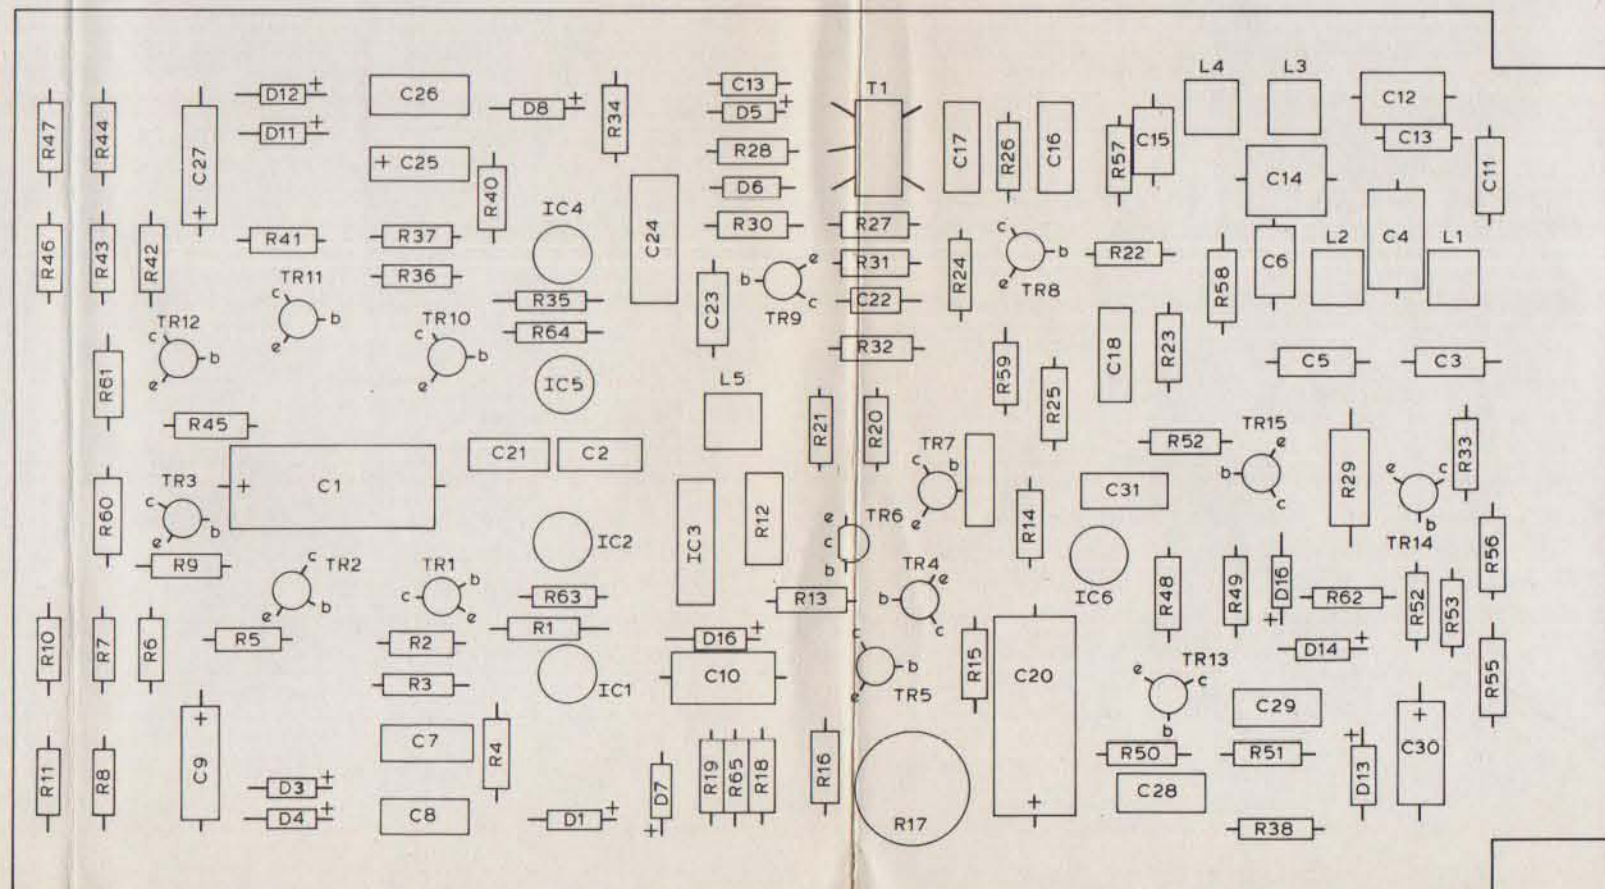 L4
L3
C13
T1
D12
+
C26
D8
+
R34
D5
+
C12
R47
R44
C27
+
D11
+
+ C25
R40
R28
D6
C17
R26
C16
R57
C15
C13
C11
C14
IC4
C24
R30
R27
R46
R43
R42
R41
R37
R36
TR11
c
b
e
R35
R64
C23
e
b
c
TR9
R31
C22
R32
R24
c
b
e
TR8
R22
R58
C6
L2
C4
L1
TR12
c
b
e
TR10
c
b
e
IC5
L5
R59
R25
C18
R23
C5
C3
R61
R45
R21
R20
C21
C2
TR7
c
b
e
R52
TR15
e
b
c
R29
e
c
b
TR14
R33
TR3
c
b
e
+ C1
IC3
R12
R14
C31
R60
IC2
e
c
b
TR6
R9
c
TR2
e
b
TR1
b
c
e
R63
R13
TR4
e
b
c
IC6
R48
R49
D16
+
R62
R52
R53
R56
R10
R7
R6
R5
R2
R1
D16
+
R3
IC1
C10
c
b
e
TR5
R15
C20
+
TR13
e
c
b
D14
+
R55
C29
C9
+
C7
R4
R19
R65
R18
R16
R50
R51
D13
+
C30
+
R11
R8
D3
+
D4
+
C8
D1
+
D7
+
R17
C28
R38